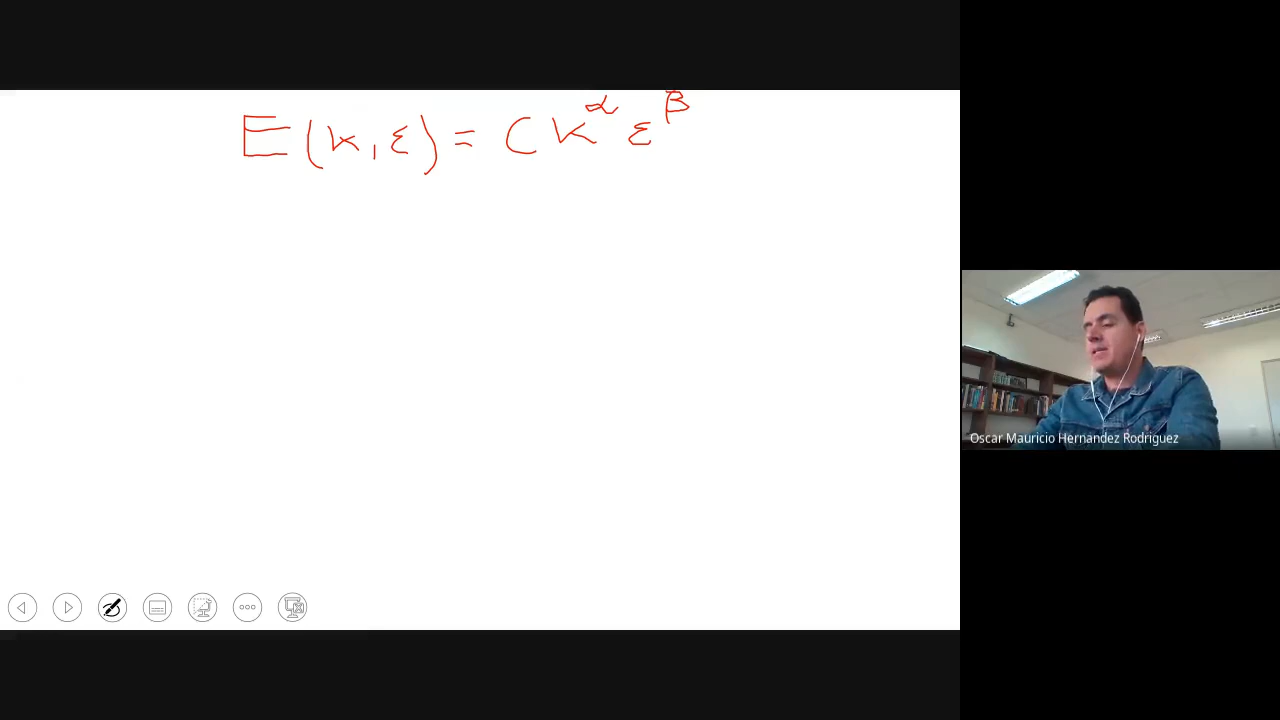 E(κ,ε) = C κ^α ε^β
Oscar Mauricio Hernandez Rodriguez